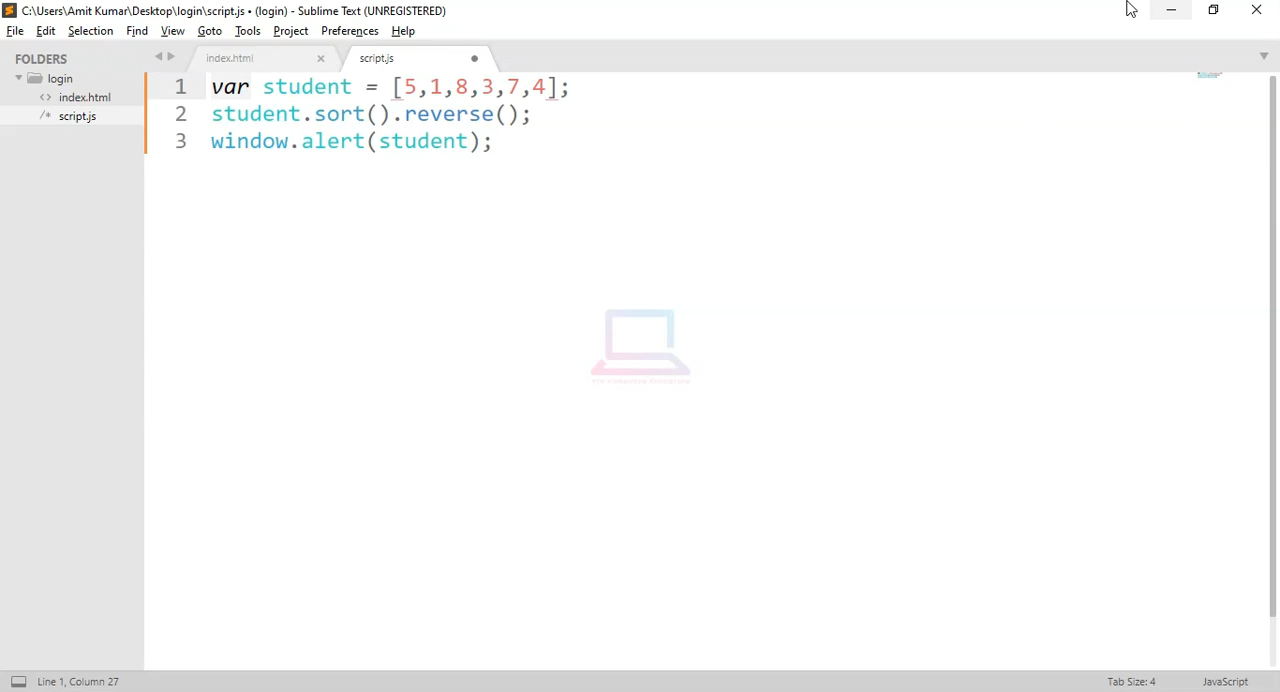 C:\Users\Amit Kumar\Desktop\login\script.js • (login) - Sublime Text (UNREGISTERED)
File Edit Selection Find View Goto Tools Project Preferences Help
FOLDERS
login
<> index.html
/* script.js
index.html × script.js
1 var student = [5,1,8,3,7,4];
2 student.sort().reverse();
3 window.alert(student);
Line 1, Column 27 Tab Size: 4 JavaScript